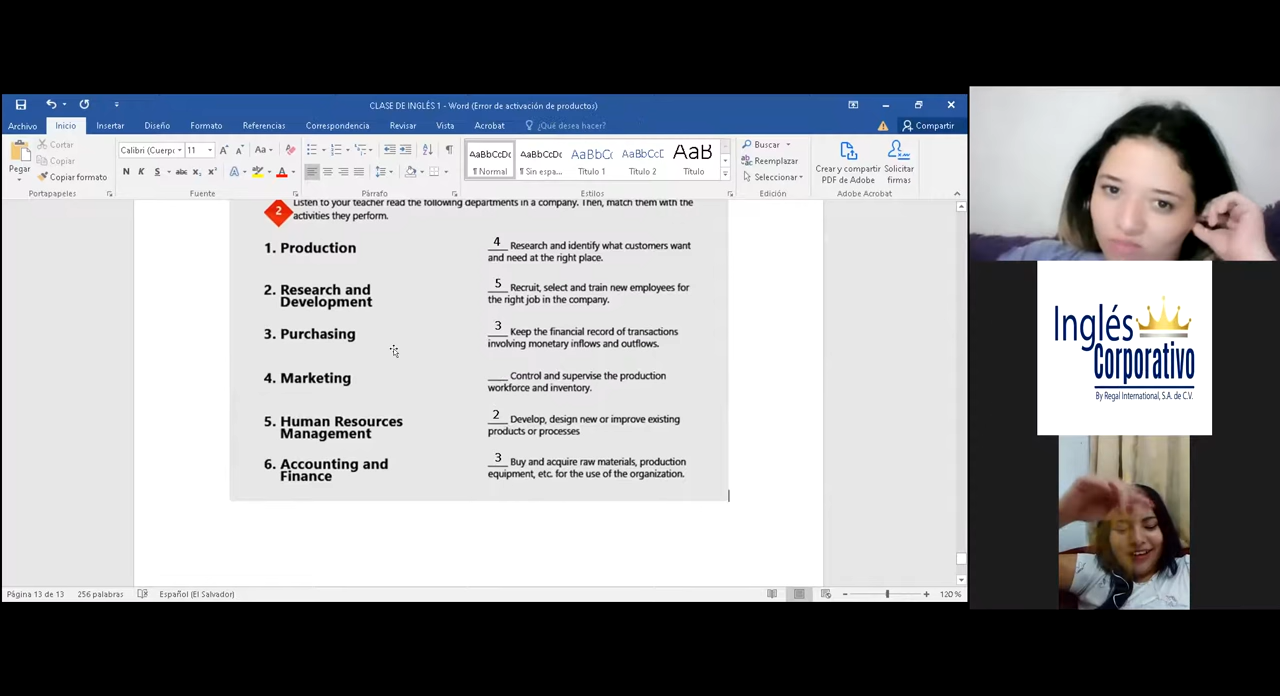 CLASE DE INGLÉS 1 - Word (Error de activación de productos)
Archivo Inicio Insertar Diseño Formato Referencias Correspondencia Revisar Vista Acrobat ¿Qué desea hacer? Compartir
Pegar
Cortar
Copiar
Copiar formato
Portapapeles
Calibri (Cuerpo 11
N K S abc x₂ x²
Fuente
Párrafo
AaBbCcDc AaBbCcDc AaBbCc AaBbCcD AaB
¶ Normal ¶ Sin espa... Título 1 Título 2 Título
Estilos
Buscar
Reemplazar
Seleccionar
Edición
Crear y compartir PDF de Adobe
Solicitar firmas
Adobe Acrobat
2 Listen to your teacher read the following departments in a company. Then, match them with the
activities they perform.
1. Production
4 Research and identify what customers want
and need at the right place.
2. Research and
Development
5 Recruit, select and train new employees for
the right job in the company.
3. Purchasing
3 Keep the financial record of transactions
involving monetary inflows and outflows.
4. Marketing
____ Control and supervise the production
workforce and inventory.
5. Human Resources
Management
2 Develop, design new or improve existing
products or processes
6. Accounting and
Finance
3 Buy and acquire raw materials, production
equipment, etc. for the use of the organization.
Página 13 de 13 256 palabras Español (El Salvador) 120 %
Inglés
Corporativo
By Regal International, S.A. de C.V.